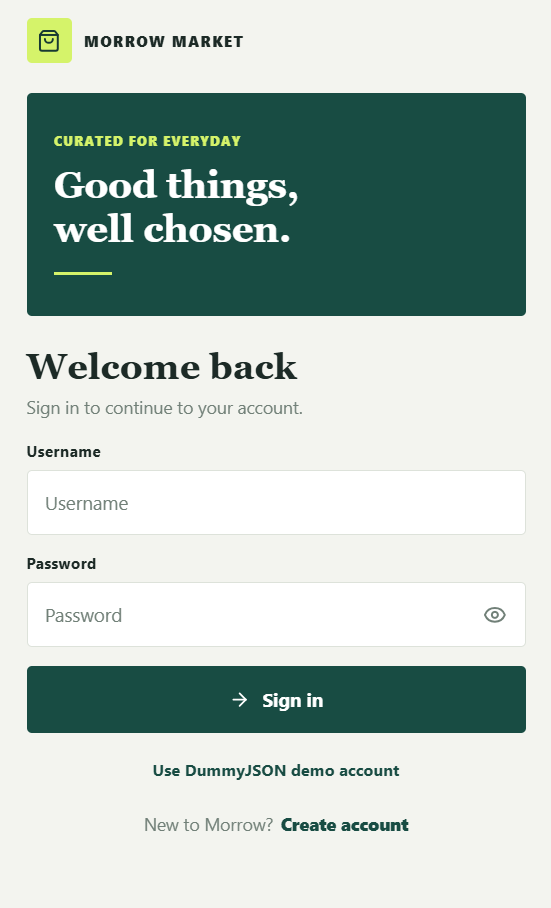 MORROW MARKET
CURATED FOR EVERYDAY
Good things,
well chosen.
Welcome back
Sign in to continue to your account.
Username
Username
Password
Password
Sign in
Use DummyJSON demo account
New to Morrow? Create account